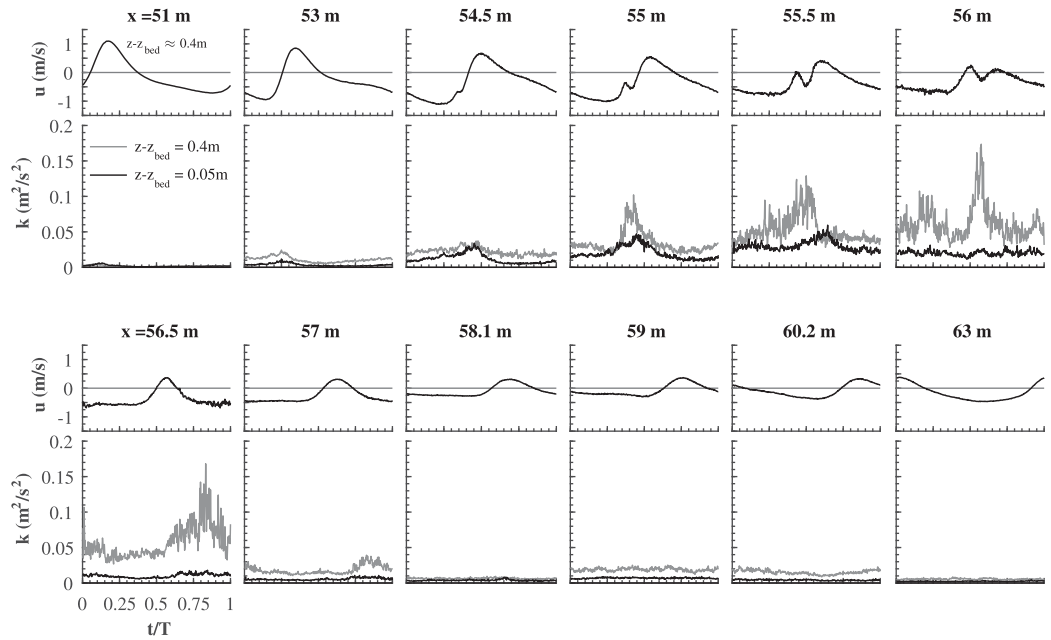 x =51 m 53 m 54.5 m 55 m 55.5 m 56 m
z-z_bed ≈ 0.4m
u (m/s)
1
0
-1
0.2
0.15
0.1
0.05
0
k (m²/s²)
z-z_bed = 0.4m
z-z_bed = 0.05m
x =56.5 m 57 m 58.1 m 59 m 60.2 m 63 m
u (m/s)
1
0
-1
0.2
0.15
0.1
0.05
0
k (m²/s²)
0 0.25 0.5 0.75 1
t/T